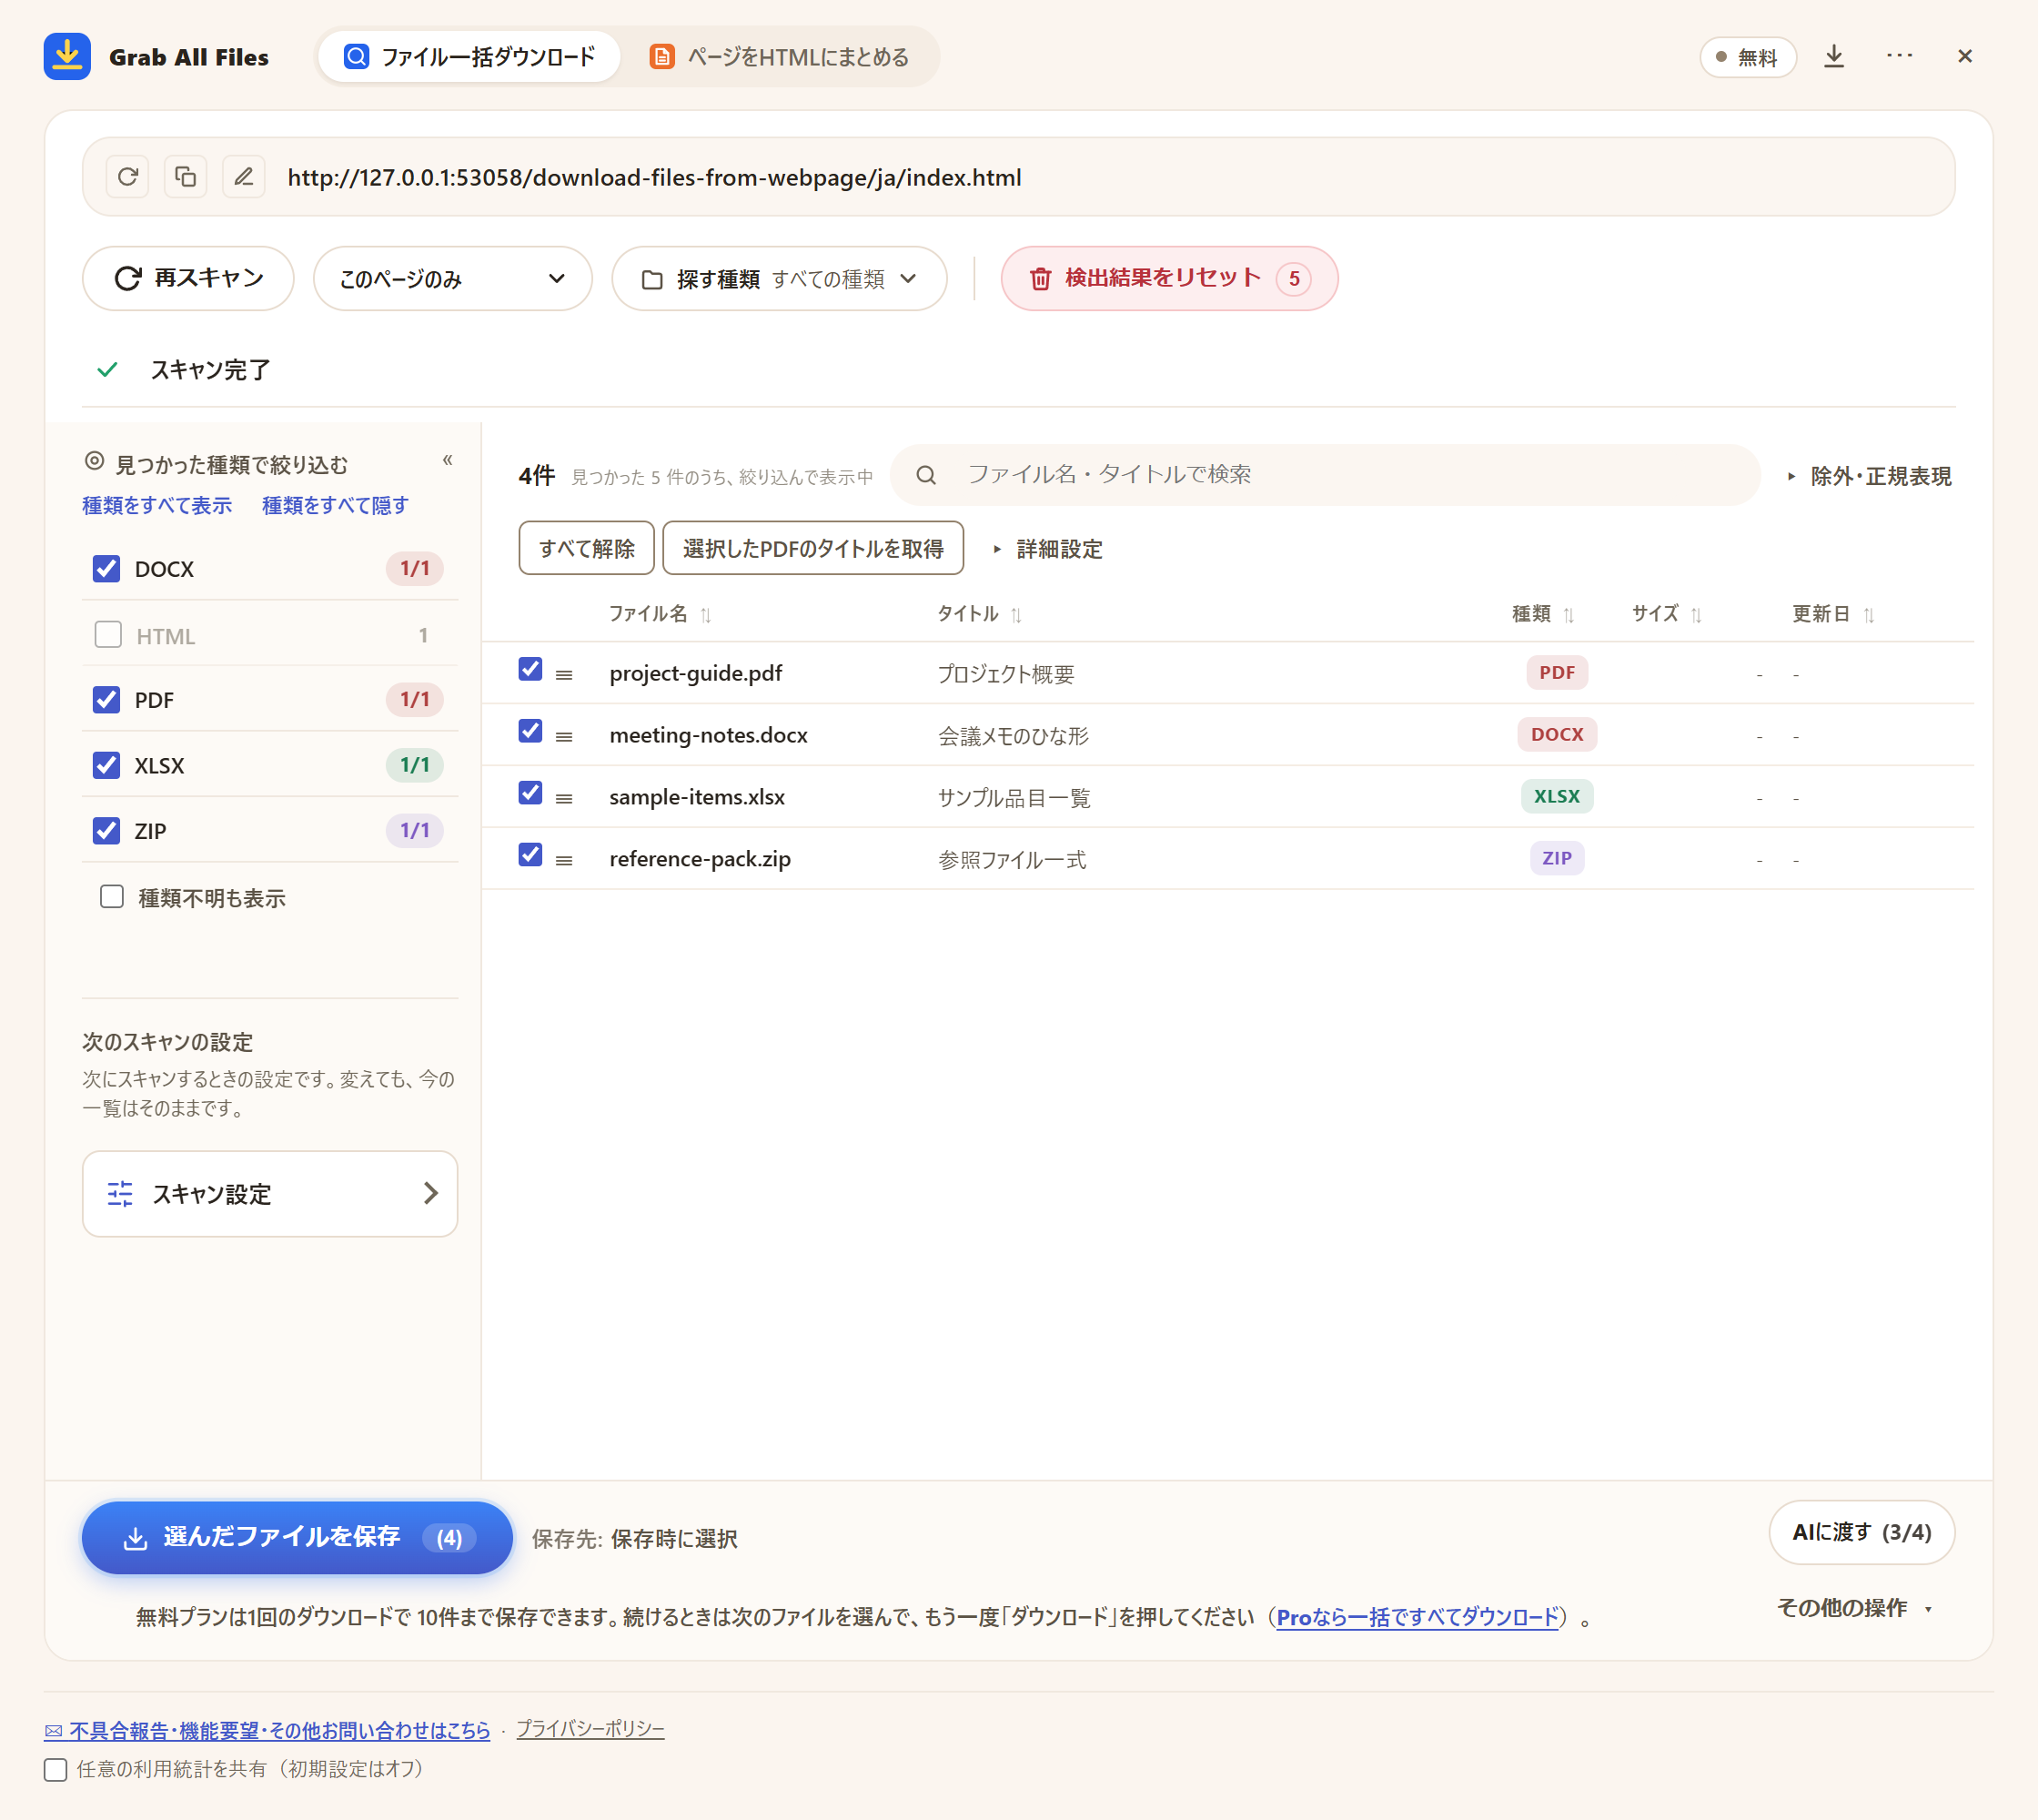 Grab All Files
ファイル一括ダウンロード
ページをHTMLにまとめる
無料
http://127.0.0.1:53058/download-files-from-webpage/ja/index.html
再スキャン
このページのみ
探す種類 すべての種類
検出結果をリセット 5
スキャン完了
見つかった種類で絞り込む
種類をすべて表示 種類をすべて隠す
DOCX 1/1
HTML 1
PDF 1/1
XLSX 1/1
ZIP 1/1
種類不明も表示
次のスキャンの設定
次にスキャンするときの設定です。変えても、今の
一覧はそのままです。
スキャン設定
4件 見つかった 5 件のうち、絞り込んで表示中
ファイル名・タイトルで検索
除外・正規表現
すべて解除
選択したPDFのタイトルを取得
詳細設定
ファイル名 タイトル 種類 サイズ 更新日
project-guide.pdf プロジェクト概要 PDF - -
meeting-notes.docx 会議メモのひな形 DOCX - -
sample-items.xlsx サンプル品目一覧 XLSX - -
reference-pack.zip 参照ファイル一式 ZIP - -
選んだファイルを保存 (4)
保存先: 保存時に選択
AIに渡す (3/4)
無料プランは1回のダウンロードで 10件まで保存できます。続けるときは次のファイルを選んで、もう一度「ダウンロード」を押してください（Proなら一括ですべてダウンロード）。
その他の操作
不具合報告・機能要望・その他お問い合わせはこちら · プライバシーポリシー
任意の利用統計を共有（初期設定はオフ）